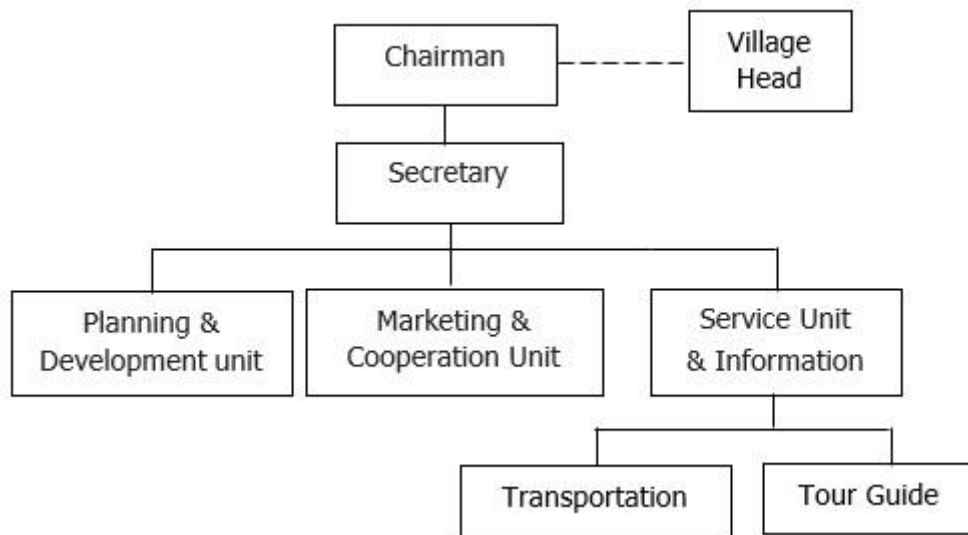 Chairman
Village
Head
Secretary
Planning &
Development unit
Marketing &
Cooperation Unit
Service Unit
& Information
Transportation
Tour Guide